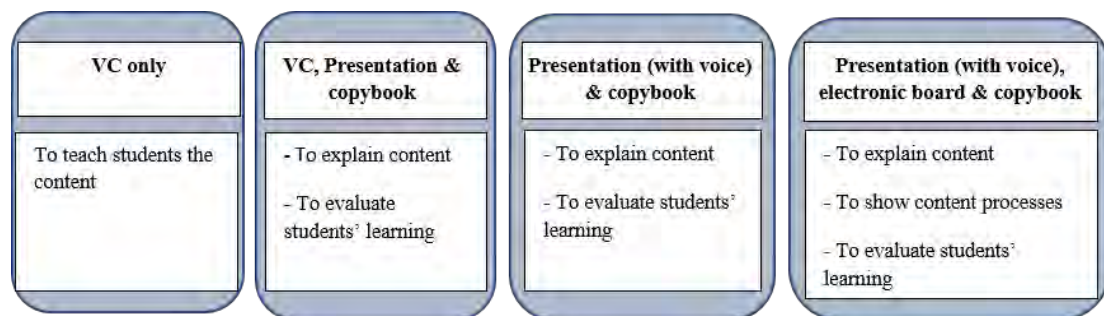 VC only
To teach students the
content
VC, Presentation &
copybook
- To explain content
- To evaluate
students’ learning
Presentation (with voice)
& copybook
- To explain content
- To evaluate students’
learning
Presentation (with voice),
electronic board & copybook
- To explain content
- To show content processes
- To evaluate students’
learning